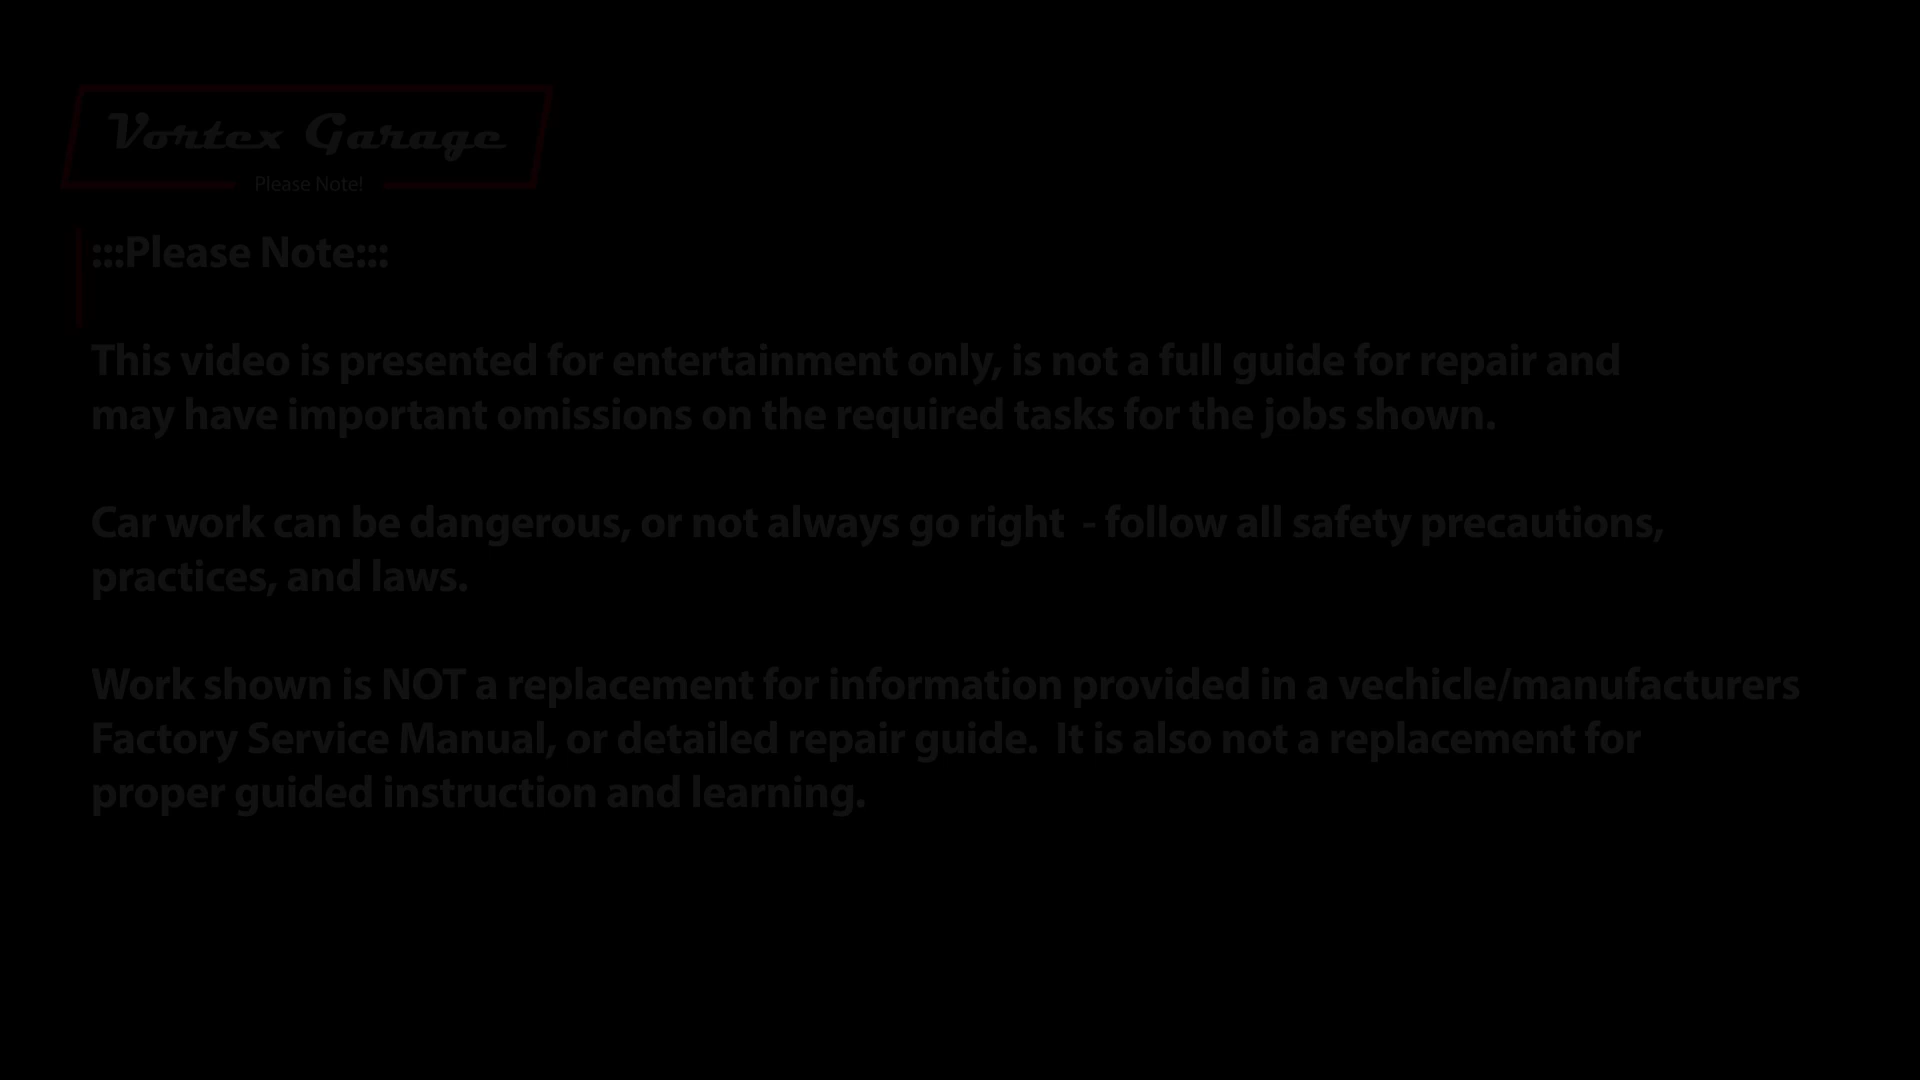 Vortex Garage
Please Note!
:::Please Note:::
This video is presented for entertainment only, is not a full guide for repair and
may have important omissions on the required tasks for the jobs shown.
Car work can be dangerous, or not always go right  - follow all safety precautions,
practices, and laws.
Work shown is NOT a replacement for information provided in a vechicle/manufacturers
Factory Service Manual, or detailed repair guide.  It is also not a replacement for
proper guided instruction and learning.